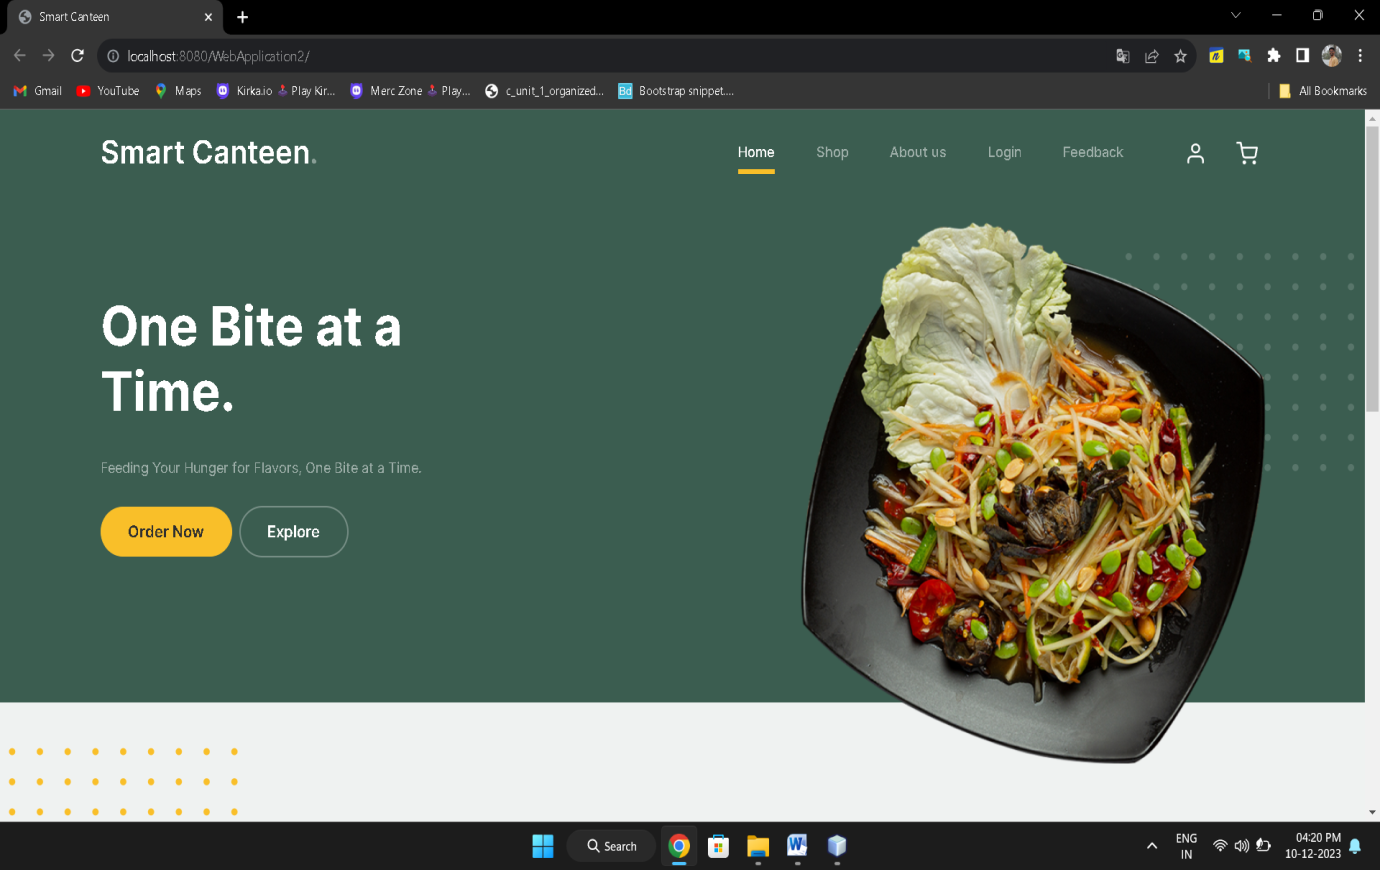 Smart Canteen
localhost:8080/WebApplication2/
Gmail YouTube Maps Kirka.io Play Kir... Merc Zone Play... c_unit_1_organized... Bd Bootstrap snippet.... All Bookmarks
Smart Canteen.
Home Shop About us Login Feedback
One Bite at a
Time.
Feeding Your Hunger for Flavors, One Bite at a Time.
Order Now Explore
Search
ENG
IN
04:20 PM
10-12-2023